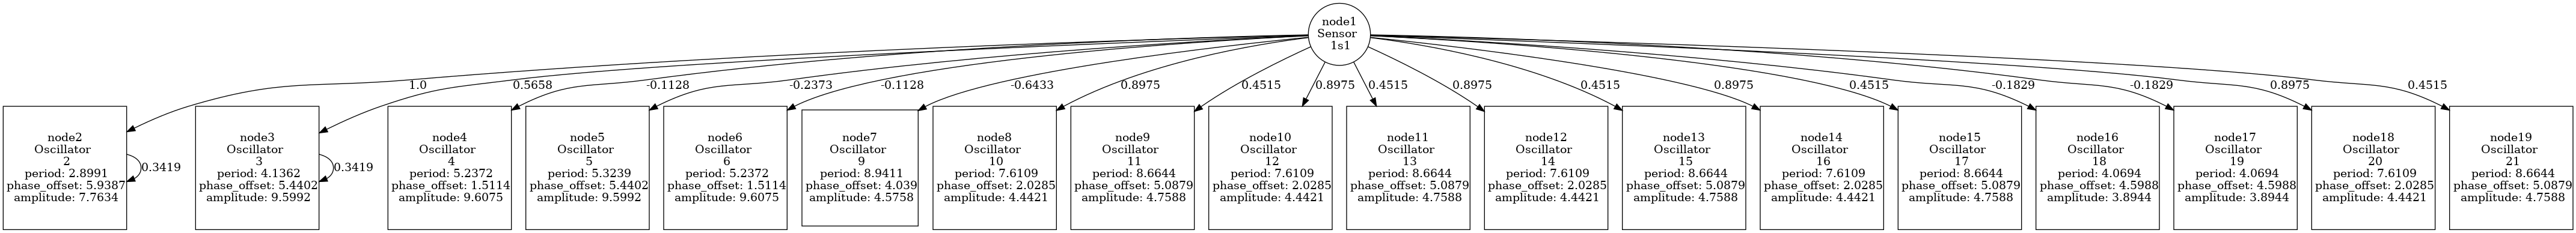 node1
Sensor
1s1
1.0
0.5658
-0.1128
-0.2373
-0.1128
-0.6433
0.8975
0.4515
0.8975
0.4515
0.8975
0.4515
0.8975
0.4515
-0.1829
-0.1829
0.8975
0.4515
node2
Oscillator
2
period: 2.8991
phase_offset: 5.9387
amplitude: 7.7634
0.3419
node3
Oscillator
3
period: 4.1362
phase_offset: 5.4402
amplitude: 9.5992
0.3419
node4
Oscillator
4
period: 5.2372
phase_offset: 1.5114
amplitude: 9.6075
node5
Oscillator
5
period: 5.3239
phase_offset: 5.4402
amplitude: 9.5992
node6
Oscillator
6
period: 5.2372
phase_offset: 1.5114
amplitude: 9.6075
node7
Oscillator
9
period: 8.9411
phase_offset: 4.039
amplitude: 4.5758
node8
Oscillator
10
period: 7.6109
phase_offset: 2.0285
amplitude: 4.4421
node9
Oscillator
11
period: 8.6644
phase_offset: 5.0879
amplitude: 4.7588
node10
Oscillator
12
period: 7.6109
phase_offset: 2.0285
amplitude: 4.4421
node11
Oscillator
13
period: 8.6644
phase_offset: 5.0879
amplitude: 4.7588
node12
Oscillator
14
period: 7.6109
phase_offset: 2.0285
amplitude: 4.4421
node13
Oscillator
15
period: 8.6644
phase_offset: 5.0879
amplitude: 4.7588
node14
Oscillator
16
period: 7.6109
phase_offset: 2.0285
amplitude: 4.4421
node15
Oscillator
17
period: 8.6644
phase_offset: 5.0879
amplitude: 4.7588
node16
Oscillator
18
period: 4.0694
phase_offset: 4.5988
amplitude: 3.8944
node17
Oscillator
19
period: 4.0694
phase_offset: 4.5988
amplitude: 3.8944
node18
Oscillator
20
period: 7.6109
phase_offset: 2.0285
amplitude: 4.4421
node19
Oscillator
21
period: 8.6644
phase_offset: 5.0879
amplitude: 4.7588